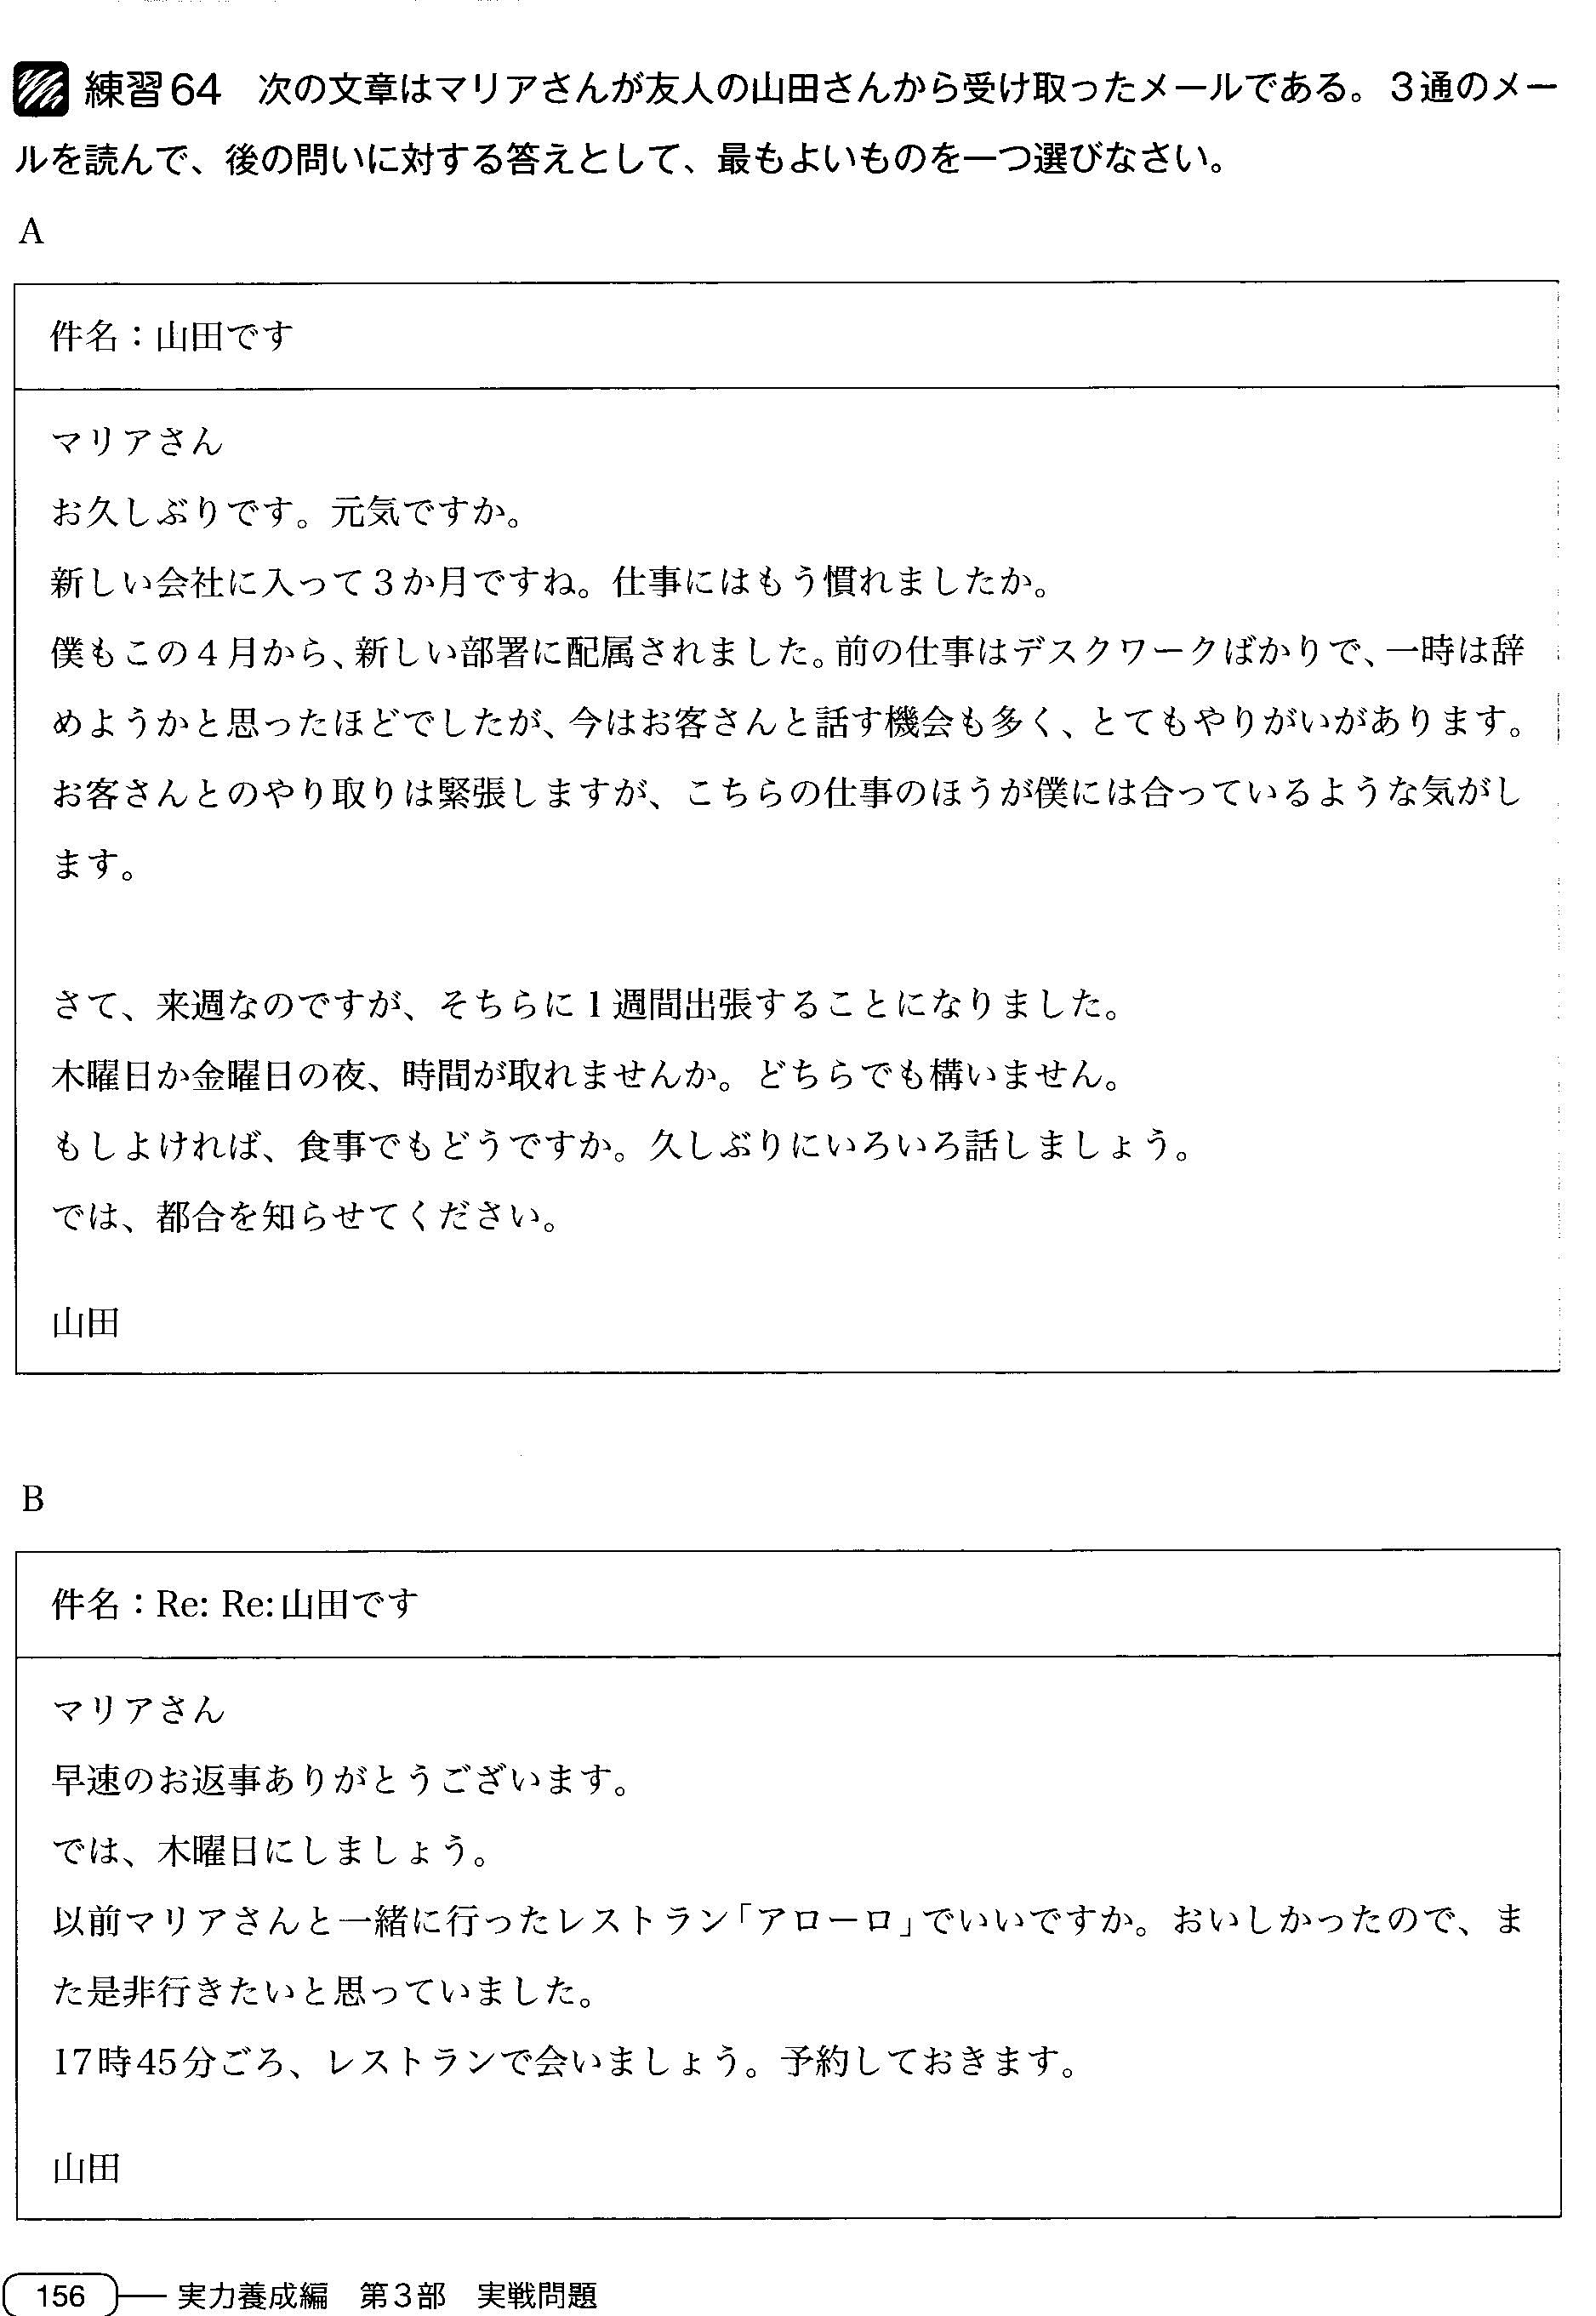 練習64　次の文章はマリアさんが友人の山田さんから受け取ったメールである。3通のメー
ルを読んで、後の問いに対する答えとして、最もよいものを一つ選びなさい。
A
件名：山田です
マリアさん
お久しぶりです。元気ですか。
新しい会社に入って3か月ですね。仕事にはもう慣れましたか。
僕もこの4月から、新しい部署に配属されました。前の仕事はデスクワークばかりで、一時は辞
めようかと思ったほどでしたが、今はお客さんと話す機会も多く、とてもやりがいがあります。
お客さんとのやり取りは緊張しますが、こちらの仕事のほうが僕には合っているような気がし
ます。
さて、来週なのですが、そちらに1週間出張することになりました。
木曜日か金曜日の夜、時間が取れませんか。どちらでも構いません。
もしよければ、食事でもどうですか。久しぶりにいろいろ話しましょう。
では、都合を知らせてください。
山田
B
件名：Re: Re:山田です
マリアさん
早速のお返事ありがとうございます。
では、木曜日にしましょう。
以前マリアさんと一緒に行ったレストラン「アローロ」でいいですか。おいしかったので、ま
た是非行きたいと思っていました。
17時45分ごろ、レストランで会いましょう。予約しておきます。
山田
156 実力養成編　第3部　実戦問題